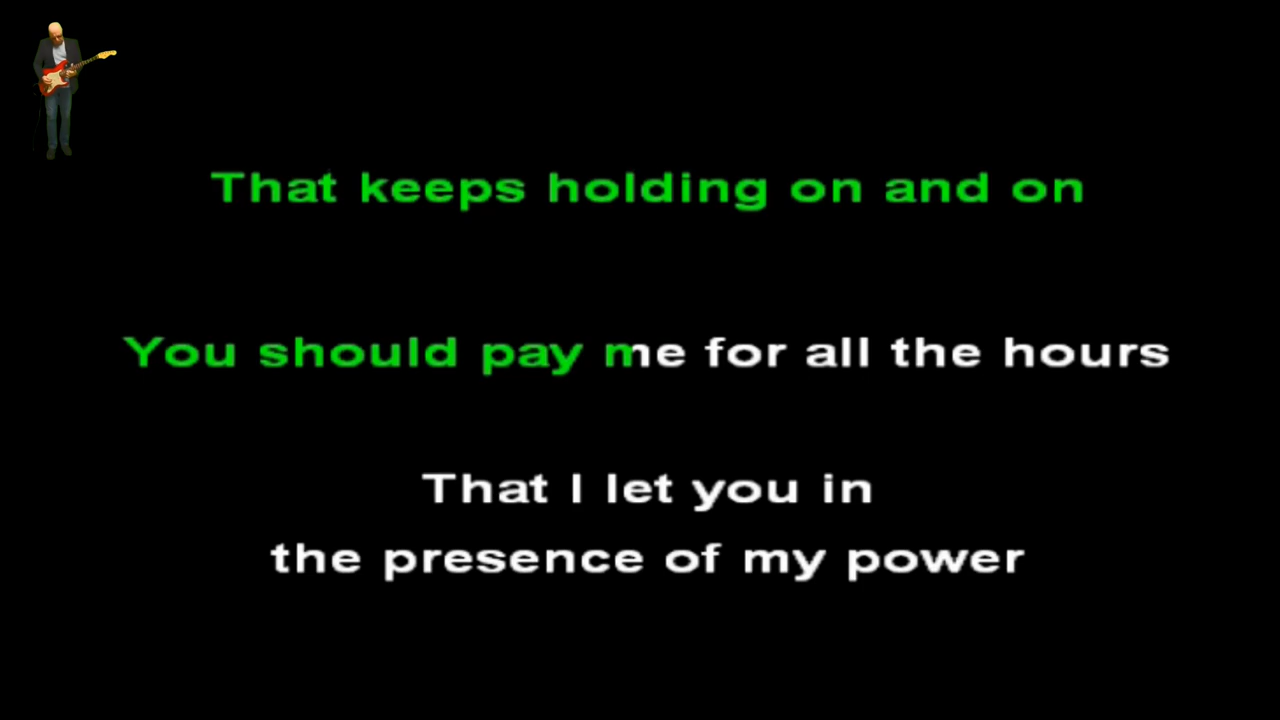 That keeps holding on and on
You should pay me for all the hours
That I let you in
the presence of my power